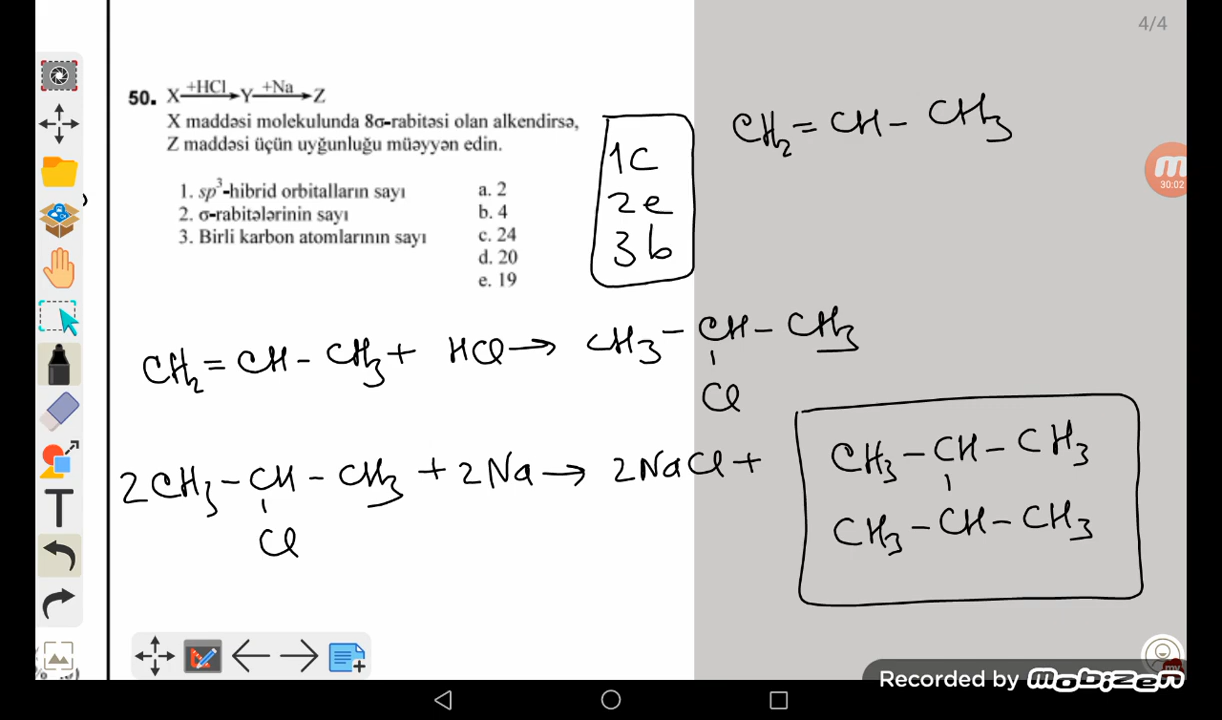 4/4
50. X +HCl→ Y +Na→ Z
X maddəsi molekulunda 8σ-rabitəsi olan alkendirsə,
Z maddəsi üçün uyğunluğu müəyyən edin.
1. sp³-hibrid orbitalların sayı a. 2
2. σ-rabitələrinin sayı b. 4
3. Birli karbon atomlarının sayı c. 24
d. 20
e. 19
1c
2e
3b
CH₂=CH-CH₃
30:02
CH₂=CH-CH₃+ HCl→ CH₃-CH-CH₃
Cl
2CH₃-CH-CH₃+2Na→ 2NaCl+
Cl
CH₃-CH-CH₃
CH₃-CH-CH₃
T
Recorded by mobizen